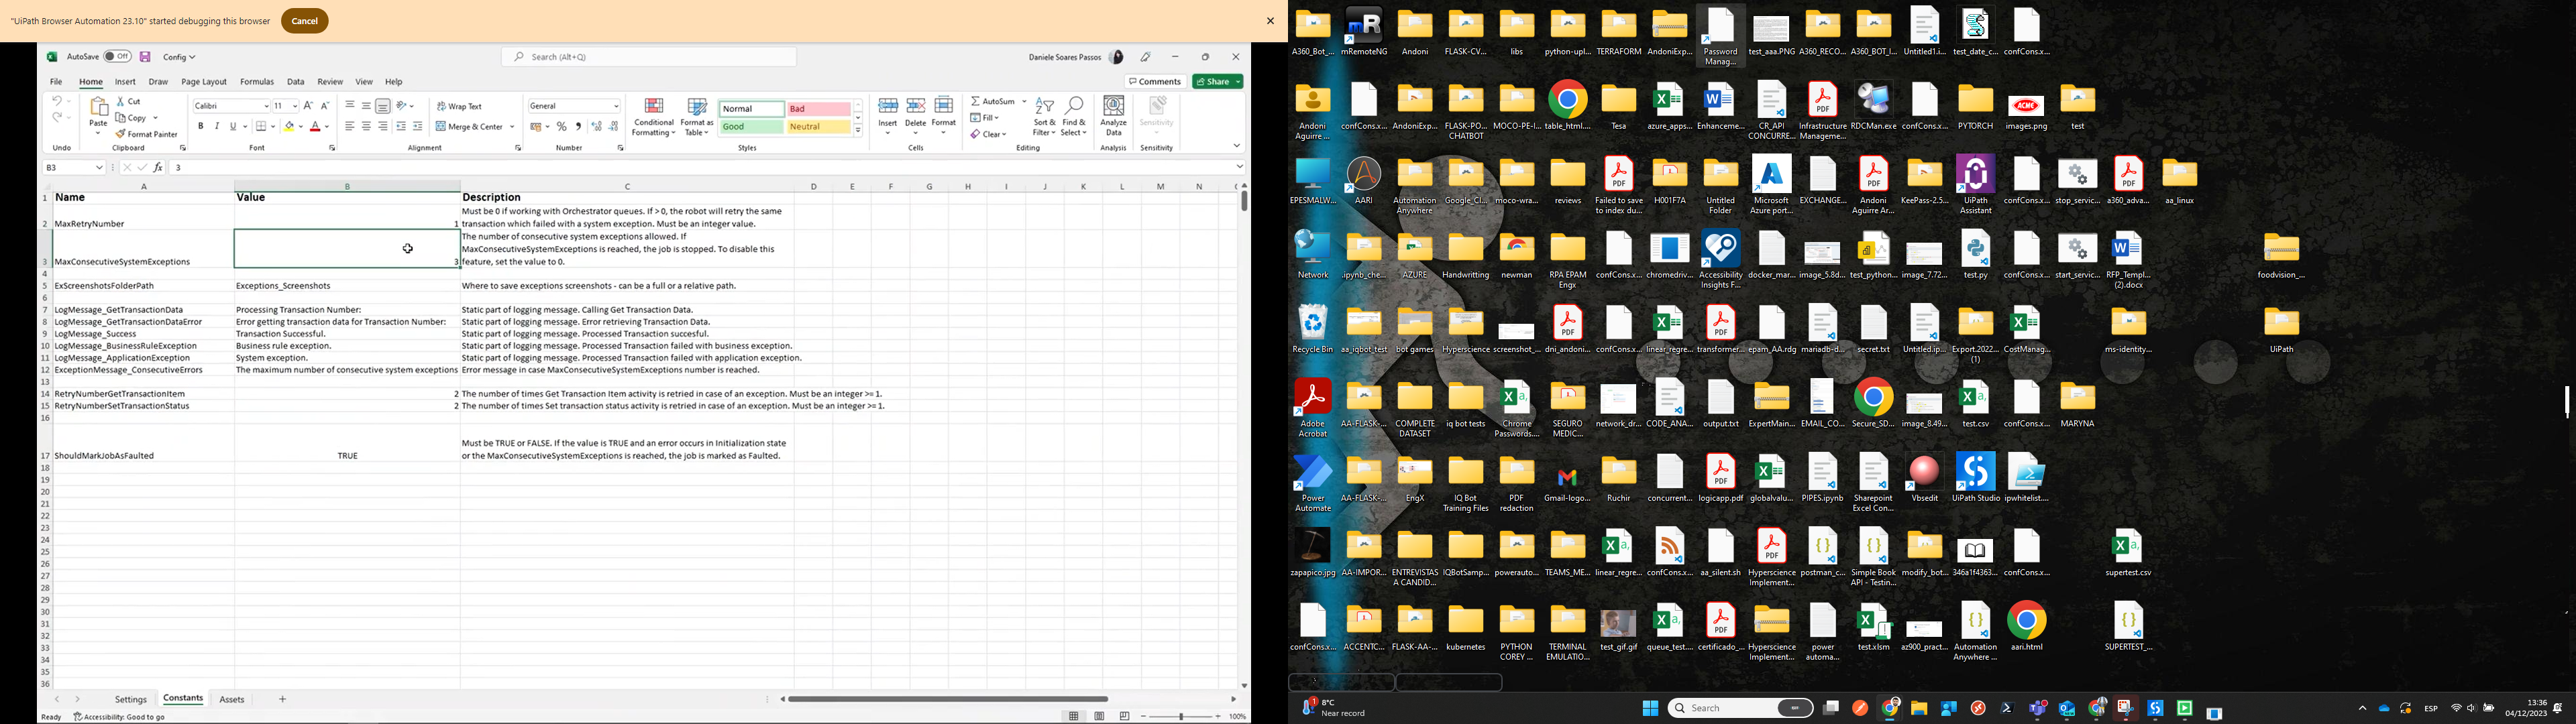 "UiPath Browser Automation 23.10" started debugging this browser
Cancel
AutoSave Off Config
Search (Alt+Q)
Daniele Soares Passos
File Home Insert Draw Page Layout Formulas Data Review View Help
Comments Share
Paste Cut Copy Format Painter
Calibri 11
Wrap Text
Merge & Center
General
Conditional Formatting
Format as Table
Normal Bad
Good Neutral
Insert Delete Format
AutoSum Fill Clear
Sort & Filter
Find & Select
Analyze Data
Sensitivity
Undo Clipboard Font Alignment Number Styles Cells Editing Analysis Sensitivity
B3 fx 3
A B C D E F G H I J K L M N
1 Name Value Description
Must be 0 if working with Orchestrator queues. If > 0, the robot will retry the same
2 MaxRetryNumber 1 transaction which failed with a system exception. Must be an integer value.
The number of consecutive system exceptions allowed. If
MaxConsecutiveSystemExceptions is reached, the job is stopped. To disable this
3 MaxConsecutiveSystemExceptions 3 feature, set the value to 0.
4
5 ExScreenshotsFolderPath Exceptions_Screenshots Where to save exceptions screenshots - can be a full or a relative path.
6
7 LogMessage_GetTransactionData Processing Transaction Number: Static part of logging message. Calling Get Transaction Data.
8 LogMessage_GetTransactionDataError Error getting transaction data for Transaction Number: Static part of logging message. Error retrieving Transaction Data.
9 LogMessage_Success Transaction Successful. Static part of logging message. Processed Transaction succesful.
10 LogMessage_BusinessRuleException Business rule exception. Static part of logging message. Processed Transaction failed with business exception.
11 LogMessage_ApplicationException System exception. Static part of logging message. Processed Transaction failed with application exception.
12 ExceptionMessage_ConsecutiveErrors The maximum number of consecutive system exceptions Error message in case MaxConsecutiveSystemExceptions number is reached.
13
14 RetryNumberGetTransactionItem 2 The number of times Get Transaction Item activity is retried in case of an exception. Must be an integer >= 1.
15 RetryNumberSetTransactionStatus 2 The number of times Set transaction status activity is retried in case of an exception. Must be an integer >= 1.
16
Must be TRUE or FALSE. If the value is TRUE and an error occurs in Initialization state
17 ShouldMarkJobAsFaulted TRUE or the MaxConsecutiveSystemExceptions is reached, the job is marked as Faulted.
18
19
20
21
22
23
24
25
26
27
28
29
30
31
32
33
34
35
36
Settings Constants Assets
Ready Accessibility: Good to go 100%
A360_Bot_... mRemoteNG Andoni FLASK-CV... libs python-upl... TERRAFORM AndoniExp... Password Manag... test_aaa.PNG A360_RECO... A360_BOT_I... Untitled1.i... test_date_c... confCons.x...
Andoni Aguirre ... confCons.x... AndoniExp... FLASK-PO... CHATBOT MOCO-PE-I... table_html.... Tesa azure_apps... Enhanceme... CR_API CONCURRE... Infrastructure Manageme... RDCMan.exe confCons.x... PYTORCH images.png test
EPESMALW... AARI Automation Anywhere Google_Cl... moco-wra... reviews Failed to save to index du... H001F7A Untitled Folder Microsoft Azure port... EXCHANGE... Andoni Aguirre Ar... KeePass-2.5... UiPath Assistant confCons.x... stop_servic... a360_adva... aa_linux
Network .ipynb_che... AZURE Handwritting newman RPA EPAM Engx confCons.x... chromedriv... Accessibility Insights F... docker_mar... image_5.8d... test_python... image_7.72... test.py confCons.x... start_servic... RFP_Templ... (2).docx foodvision_...
Recycle Bin aa_iqbot_test bot games Hyperscience screenshot_... dni_andoni... confCons.x... linear_regre... transformer... epam_AA.rdg mariadb-d... secret.txt Untitled.ip... Export.2022... (1) CostManag... ms-identity... UiPath
Adobe Acrobat AA-FLASK-... COMPLETE DATASET iq bot tests Chrome Passwords.... SEGURO MEDIC... network_dr... CODE_ANA... output.txt ExpertMain... EMAIL_CO... Secure_SD... image_8.49... test.csv confCons.x... MARYNA
Power Automate AA-FLASK-... EngX IQ Bot Training Files PDF redaction Gmail-logo... Ruchir concurrent... logicapp.pdf globalvalu... PIPES.ipynb Sharepoint Excel Con... Vbsedit UiPath Studio ipwhitelist....
zapapico.jpg AA-IMPOR... ENTREVISTAS A CANDID... IQBotSamp... powerauto... TEAMS_ME... linear_regre... confCons.x... aa_silent.sh Hyperscience Implement... postman_c... Simple Book API - Testin... modify_bot... 346a1f4363... confCons.x... supertest.csv
confCons.x... ACCENTC... FLASK-AA-... kubernetes PYTHON COREY ... TERMINAL EMULATIO... test_gif.gif queue_test.... certificado_... Hyperscience Implement... power automa... test.xlsm az900_pract... Automation Anywhere ... aari.html SUPERTEST_...
8°C
Near record
Search
ESP
13:36
04/12/2023